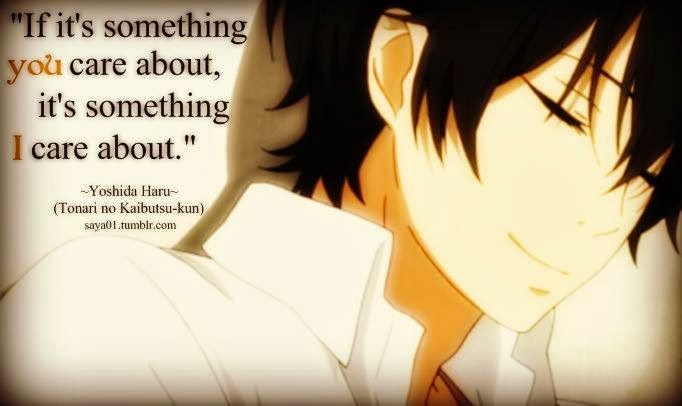 "If it's something
you care about,
it's something
I care about."
~Yoshida Haru~
(Tonari no Kaibutsu-kun)
saya01.tumblr.com